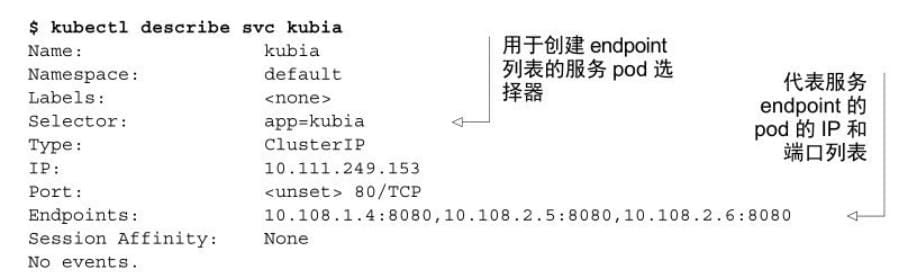 $ kubectl describe svc kubia
Name: kubia
Namespace: default
Labels: <none>
Selector: app=kubia
Type: ClusterIP
IP: 10.111.249.153
Port: <unset> 80/TCP
Endpoints: 10.108.1.4:8080,10.108.2.5:8080,10.108.2.6:8080
Session Affinity: None
No events.
用于创建 endpoint
列表的服务 pod 选
择器
代表服务
endpoint 的
pod 的 IP 和
端口列表